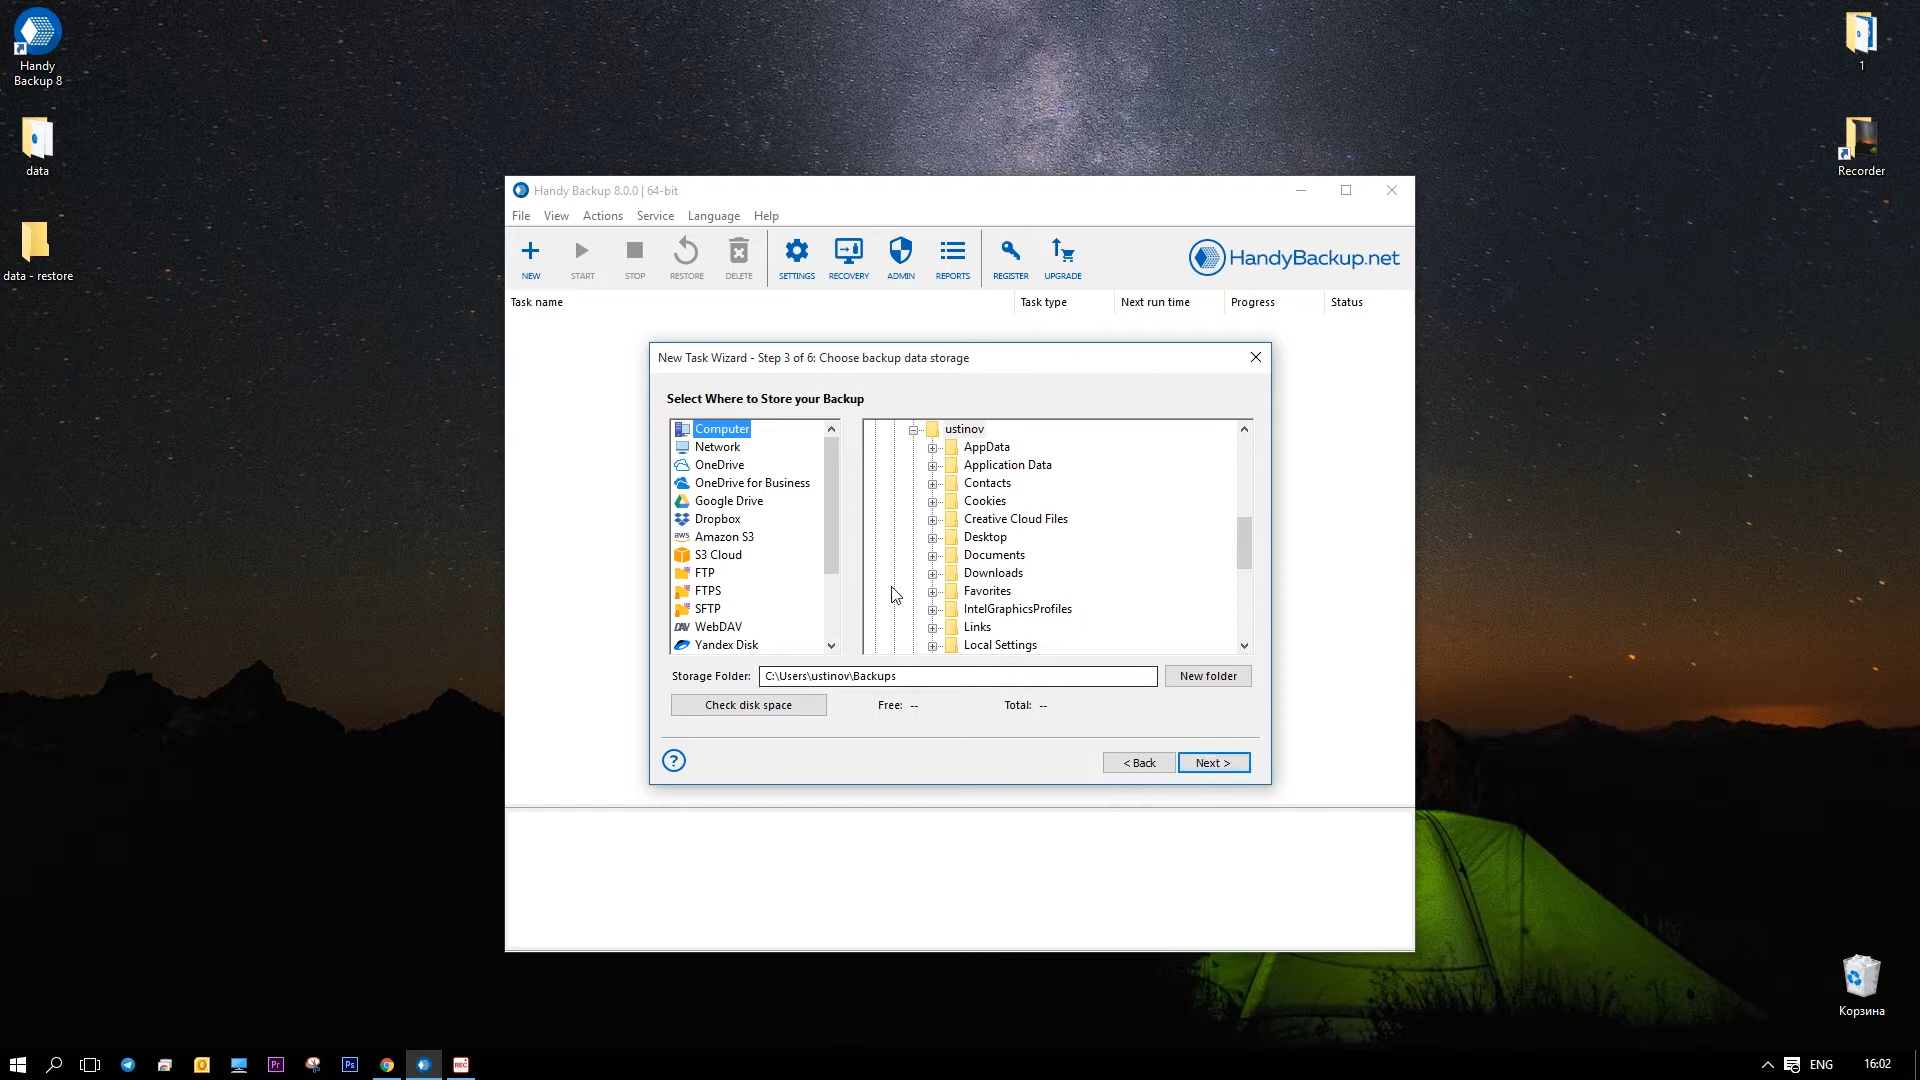 Handy
Backup 8
data
data - restore
1
Recorder
Корзина
Handy Backup 8.0.0 | 64-bit
File View Actions Service Language Help
NEW START STOP RESTORE DELETE SETTINGS RECOVERY ADMIN REPORTS REGISTER UPGRADE
HandyBackup.net
Task name Task type Next run time Progress Status
New Task Wizard - Step 3 of 6: Choose backup data storage
Select Where to Store your Backup
Computer
Network
OneDrive
OneDrive for Business
Google Drive
Dropbox
aws Amazon S3
S3 Cloud
FTP
FTPS
SFTP
DAV WebDAV
Yandex Disk
ustinov
AppData
Application Data
Contacts
Cookies
Creative Cloud Files
Desktop
Documents
Downloads
Favorites
IntelGraphicsProfiles
Links
Local Settings
Storage Folder: C:\Users\ustinov\Backups New folder
Check disk space Free: -- Total: --
? < Back Next >
Pr Ps REC ENG 16:02